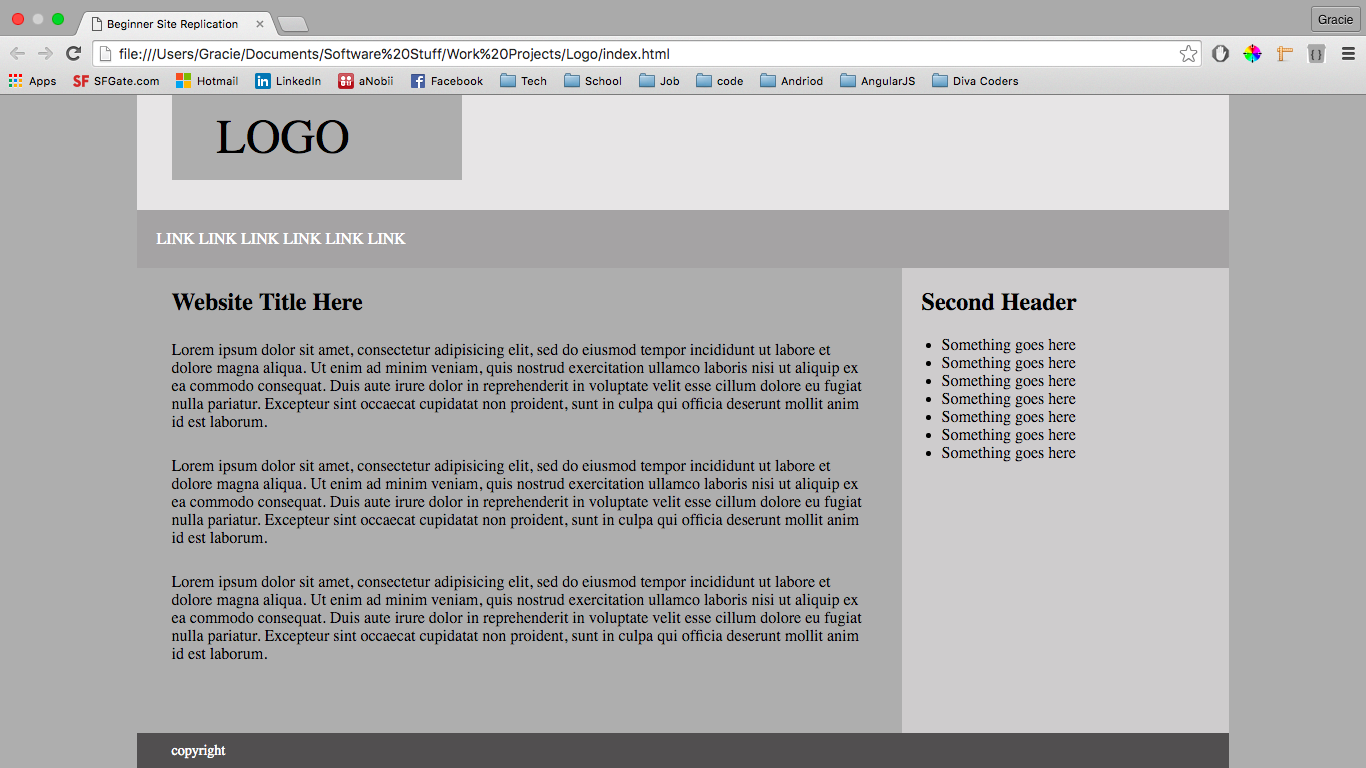 Beginner Site Replication
Gracie
file:///Users/Gracie/Documents/Software%20Stuff/Work%20Projects/Logo/index.html
Apps SF SFGate.com Hotmail in LinkedIn aNobii f Facebook Tech School Job code Andriod AngularJS Diva Coders
LOGO
LINK LINK LINK LINK LINK LINK
Website Title Here
Lorem ipsum dolor sit amet, consectetur adipisicing elit, sed do eiusmod tempor incididunt ut labore et
dolore magna aliqua. Ut enim ad minim veniam, quis nostrud exercitation ullamco laboris nisi ut aliquip ex
ea commodo consequat. Duis aute irure dolor in reprehenderit in voluptate velit esse cillum dolore eu fugiat
nulla pariatur. Excepteur sint occaecat cupidatat non proident, sunt in culpa qui officia deserunt mollit anim
id est laborum.
Lorem ipsum dolor sit amet, consectetur adipisicing elit, sed do eiusmod tempor incididunt ut labore et
dolore magna aliqua. Ut enim ad minim veniam, quis nostrud exercitation ullamco laboris nisi ut aliquip ex
ea commodo consequat. Duis aute irure dolor in reprehenderit in voluptate velit esse cillum dolore eu fugiat
nulla pariatur. Excepteur sint occaecat cupidatat non proident, sunt in culpa qui officia deserunt mollit anim
id est laborum.
Lorem ipsum dolor sit amet, consectetur adipisicing elit, sed do eiusmod tempor incididunt ut labore et
dolore magna aliqua. Ut enim ad minim veniam, quis nostrud exercitation ullamco laboris nisi ut aliquip ex
ea commodo consequat. Duis aute irure dolor in reprehenderit in voluptate velit esse cillum dolore eu fugiat
nulla pariatur. Excepteur sint occaecat cupidatat non proident, sunt in culpa qui officia deserunt mollit anim
id est laborum.
Second Header
• Something goes here
• Something goes here
• Something goes here
• Something goes here
• Something goes here
• Something goes here
• Something goes here
copyright